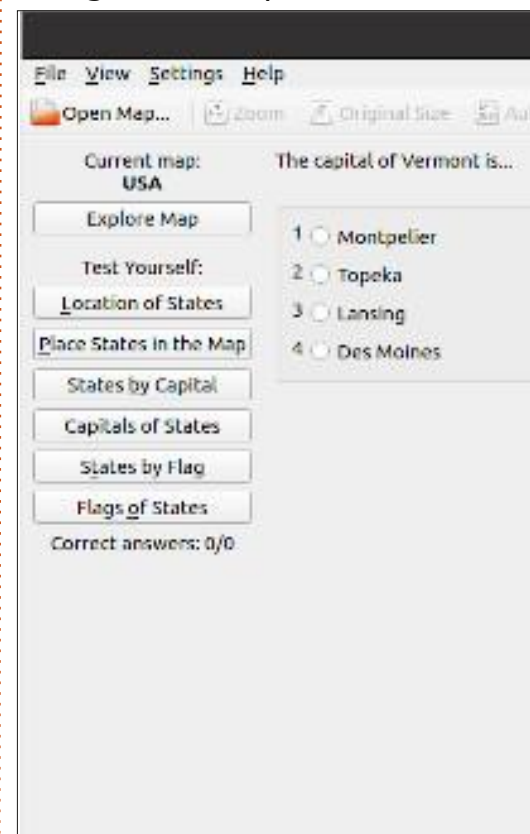 File View Settings Help
Open Map... Zoom Original Size Au
Current map:
USA
Explore Map
Test Yourself:
Location of States
Place States in the Map
States by Capital
Capitals of States
States by Flag
Flags of States
Correct answers: 0/0
The capital of Vermont is...
1 Montpelier
2 Topeka
3 Lansing
4 Des Moines